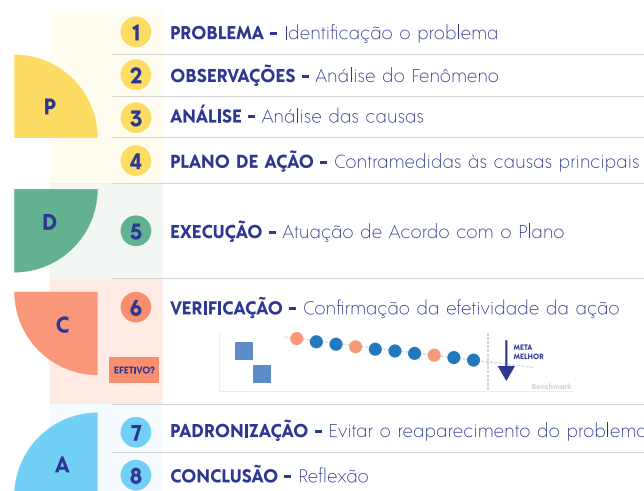 1 PROBLEMA - Identificação o problema
2 OBSERVAÇÕES - Análise do Fenômeno
P
3 ANÁLISE - Análise das causas
4 PLANO DE AÇÃO - Contramedidas às causas principais
D
5 EXECUÇÃO - Atuação de Acordo com o Plano
6 VERIFICAÇÃO - Confirmação da efetividade da ação
C
META
MELHOR
EFETIVO?
Benchmark
7 PADRONIZAÇÃO - Evitar o reaparecimento do problema
A
8 CONCLUSÃO - Reflexão